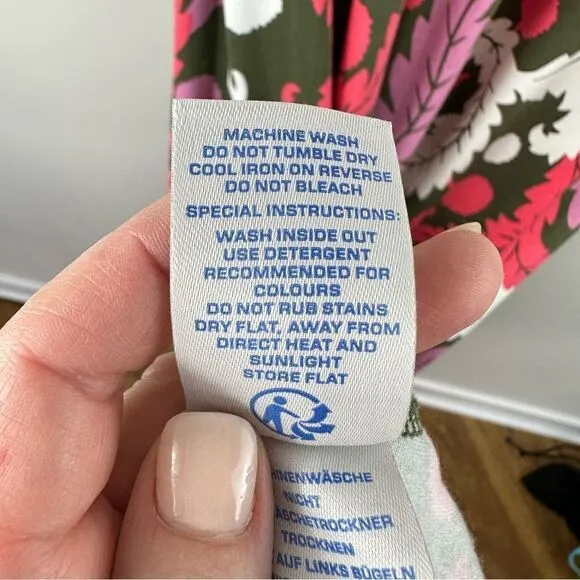 MACHINE WASH
DO NOT TUMBLE DRY
COOL IRON ON REVERSE
DO NOT BLEACH
SPECIAL INSTRUCTIONS:
WASH INSIDE OUT
USE DETERGENT
RECOMMENDED FOR
COLOURS
DO NOT RUB STAINS
DRY FLAT, AWAY FROM
DIRECT HEAT AND
SUNLIGHT
STORE FLAT
INENWÄSCHE
NICHT
ÄSCHETROCKNER
TROCKNEN
AUF LINKS BÜGELN